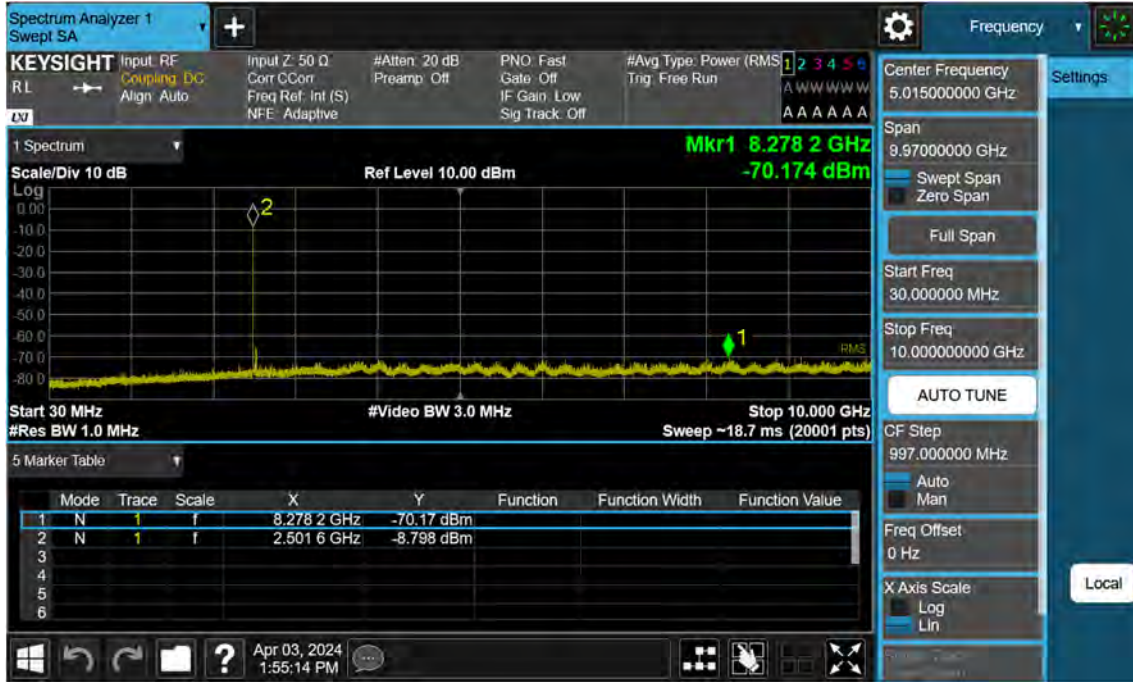 Spectrum Analyzer 1
Swept SA
Frequency
KEYSIGHT
RL
LXI
Input: RF
Coupling: DC
Align: Auto
Input Z: 50 Ω
Corr CCorr
Freq Ref: Int (S)
NFE: Adaptive
#Atten: 20 dB
Preamp: Off
PNO: Fast
Gate: Off
IF Gain: Low
Sig Track: Off
#Avg Type: Power (RMS
Trig: Free Run
1 2 3 4 5 6
A W W W W W
A A A A A A
1 Spectrum
Mkr1 8.278 2 GHz
Scale/Div 10 dB
Ref Level 10.00 dBm
-70.174 dBm
Log
0.00
-10.0
-20.0
-30.0
-40.0
-50.0
-60.0
-70.0
-80.0
2
1
RMS
Start 30 MHz
#Video BW 3.0 MHz
Stop 10.000 GHz
#Res BW 1.0 MHz
Sweep ~18.7 ms (20001 pts)
5 Marker Table
Mode Trace Scale X Y Function Function Width Function Value
1 N 1 f 8.278 2 GHz -70.17 dBm
2 N 1 f 2.501 6 GHz -8.798 dBm
3
4
5
6
?
Apr 03, 2024
1:55:14 PM
Center Frequency
5.015000000 GHz
Span
9.97000000 GHz
Swept Span
Zero Span
Full Span
Start Freq
30.000000 MHz
Stop Freq
10.000000000 GHz
AUTO TUNE
CF Step
997.000000 MHz
Auto
Man
Freq Offset
0 Hz
X Axis Scale
Log
Lin
Settings
Local